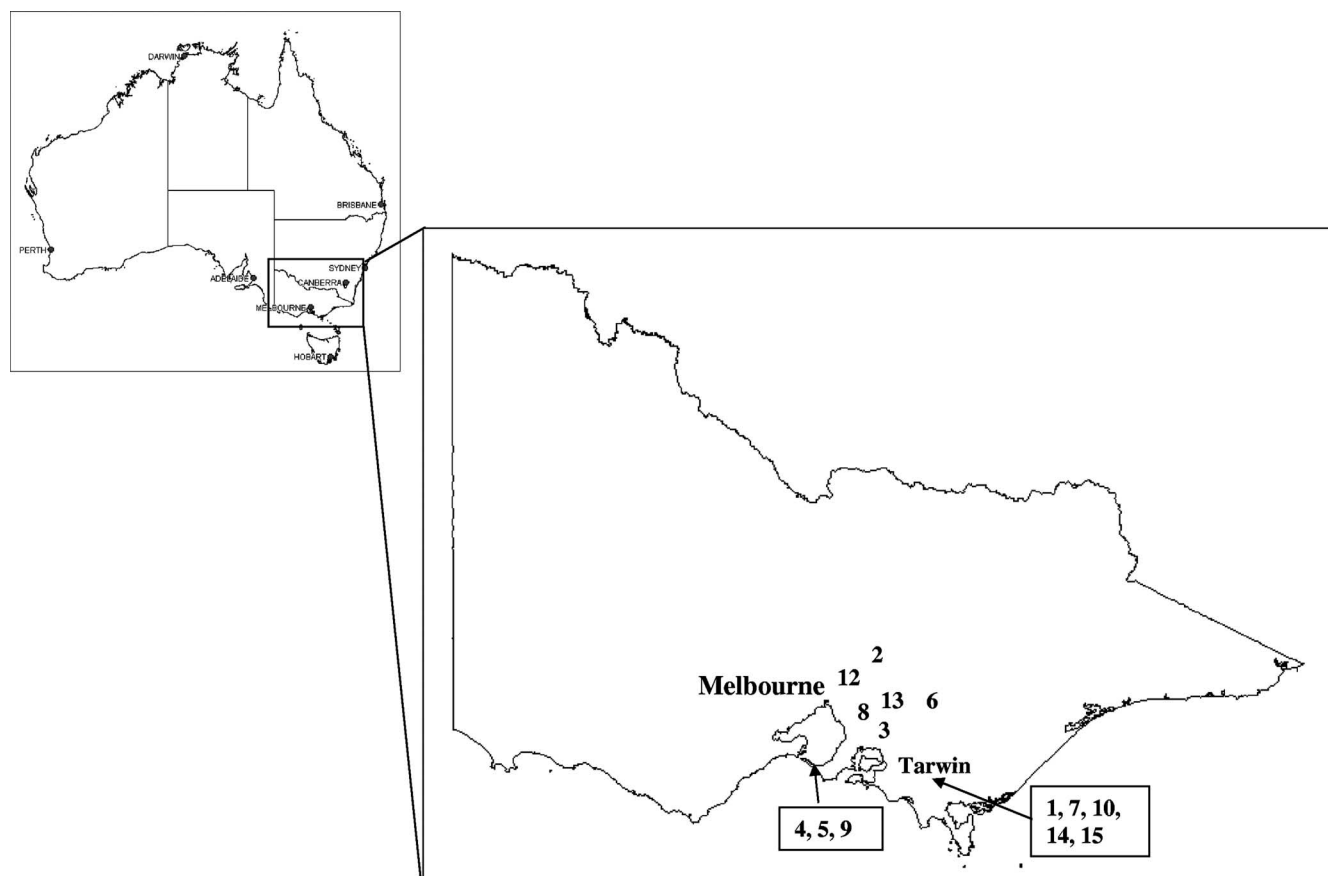 DARWIN
BRISBANE
PERTH
SYDNEY
ADELAIDE
CANBERRA
MELBOURNE
HOBART
2
12
Melbourne
13
6
8
3
Tarwin
4, 5, 9
1, 7, 10,
14, 15